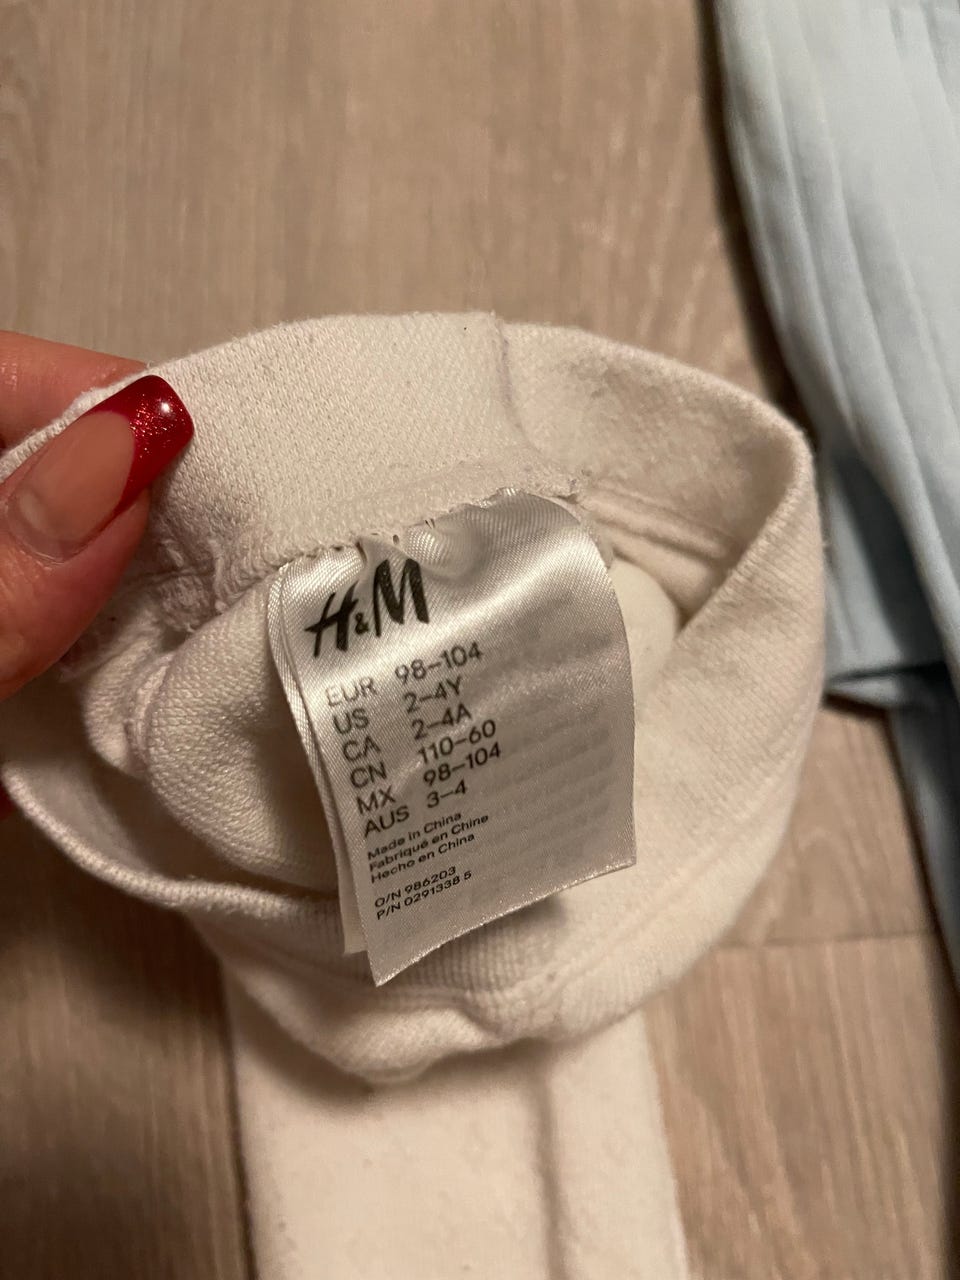 H&M
EUR 98-104
US 2-4Y
CA 2-4A
CN 110-60
MX 98-104
AUS 3-4
Made in China
Fabriqué en Chine
Hecho en China
O/N 986203
P/N 0291338 5